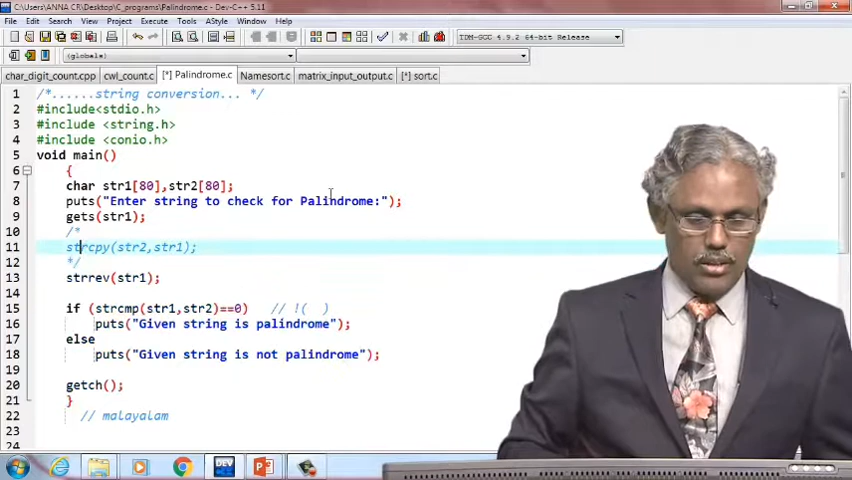 C:\Users\ANNA CR\Desktop\C_programs\Palindrome.c - Dev-C++ 5.11
File Edit Search View Project Execute Tools AStyle Window Help
TDM-GCC 4.9.2 64-bit Release
(globals)
char_digit_count.cpp cwl_count.c [*] Palindrome.c Namesort.c matrix_input_output.c [*] sort.c
1 /*......string conversion... */
2 #include<stdio.h>
3 #include <string.h>
4 #include <conio.h>
5 void main()
6 {
7 char str1[80],str2[80];
8 puts("Enter string to check for Palindrome:");
9 gets(str1);
10 /*
11 strcpy(str2,str1);
12 */
13 strrev(str1);
14
15 if (strcmp(str1,str2)==0) // !( )
16 puts("Given string is palindrome");
17 else
18 puts("Given string is not palindrome");
19
20 getch();
21 }
22 // malayalam
23
24